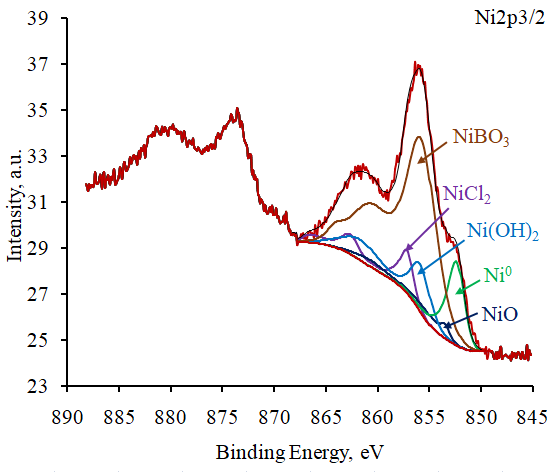 Ni2p3/2
39
37
35
33
31
29
27
25
23
Intensity, a.u.
NiBO3
NiCl2
Ni(OH)2
Ni0
NiO
890 885 880 875 870 865 860 855 850 845
Binding Energy, eV